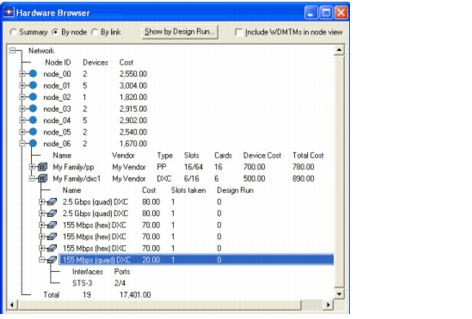 Hardware Browser
Summary By node By link Show by Design Run... Include WDMTMs in node view
Network
Node ID Devices Cost
node_00 2 2,550.00
node_01 5 3,004.00
node_02 1 1,820.00
node_03 2 2,915.00
node_04 5 2,902.00
node_05 2 2,540.00
node_06 2 1,670.00
Name Vendor Type Slots Cards Device Cost Total Cost
My Family/pp My Vendor PP 16/64 16 700.00 780.00
My Family/dxc1 My Vendor DXC 6/16 6 500.00 890.00
Name Cost Slots taken Design Run
2.5 Gbps (quad) DXC 80.00 1 0
2.5 Gbps (quad) DXC 80.00 1 0
155 Mbps (hex) DXC 70.00 1 0
155 Mbps (hex) DXC 70.00 1 0
155 Mbps (hex) DXC 70.00 1 0
155 Mbps (quad) DXC 20.00 1 0
Interfaces Ports
STS-3 2/4
Total 19 17,401.00